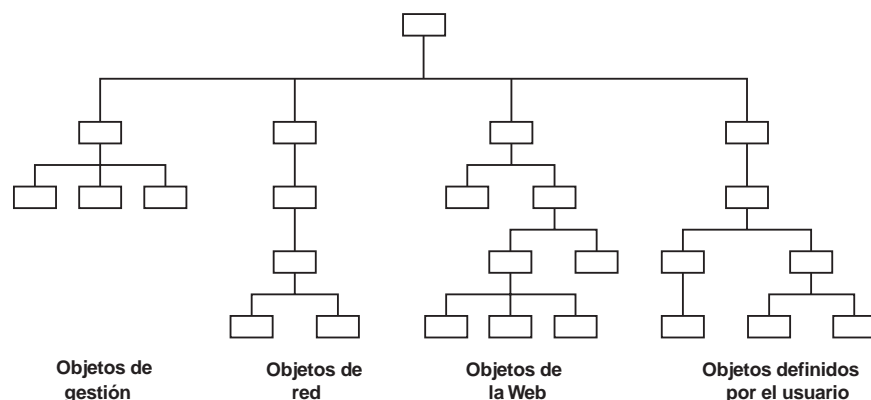 Objetos de
gestión
Objetos de
red
Objetos de
la Web
Objetos definidos
por el usuario